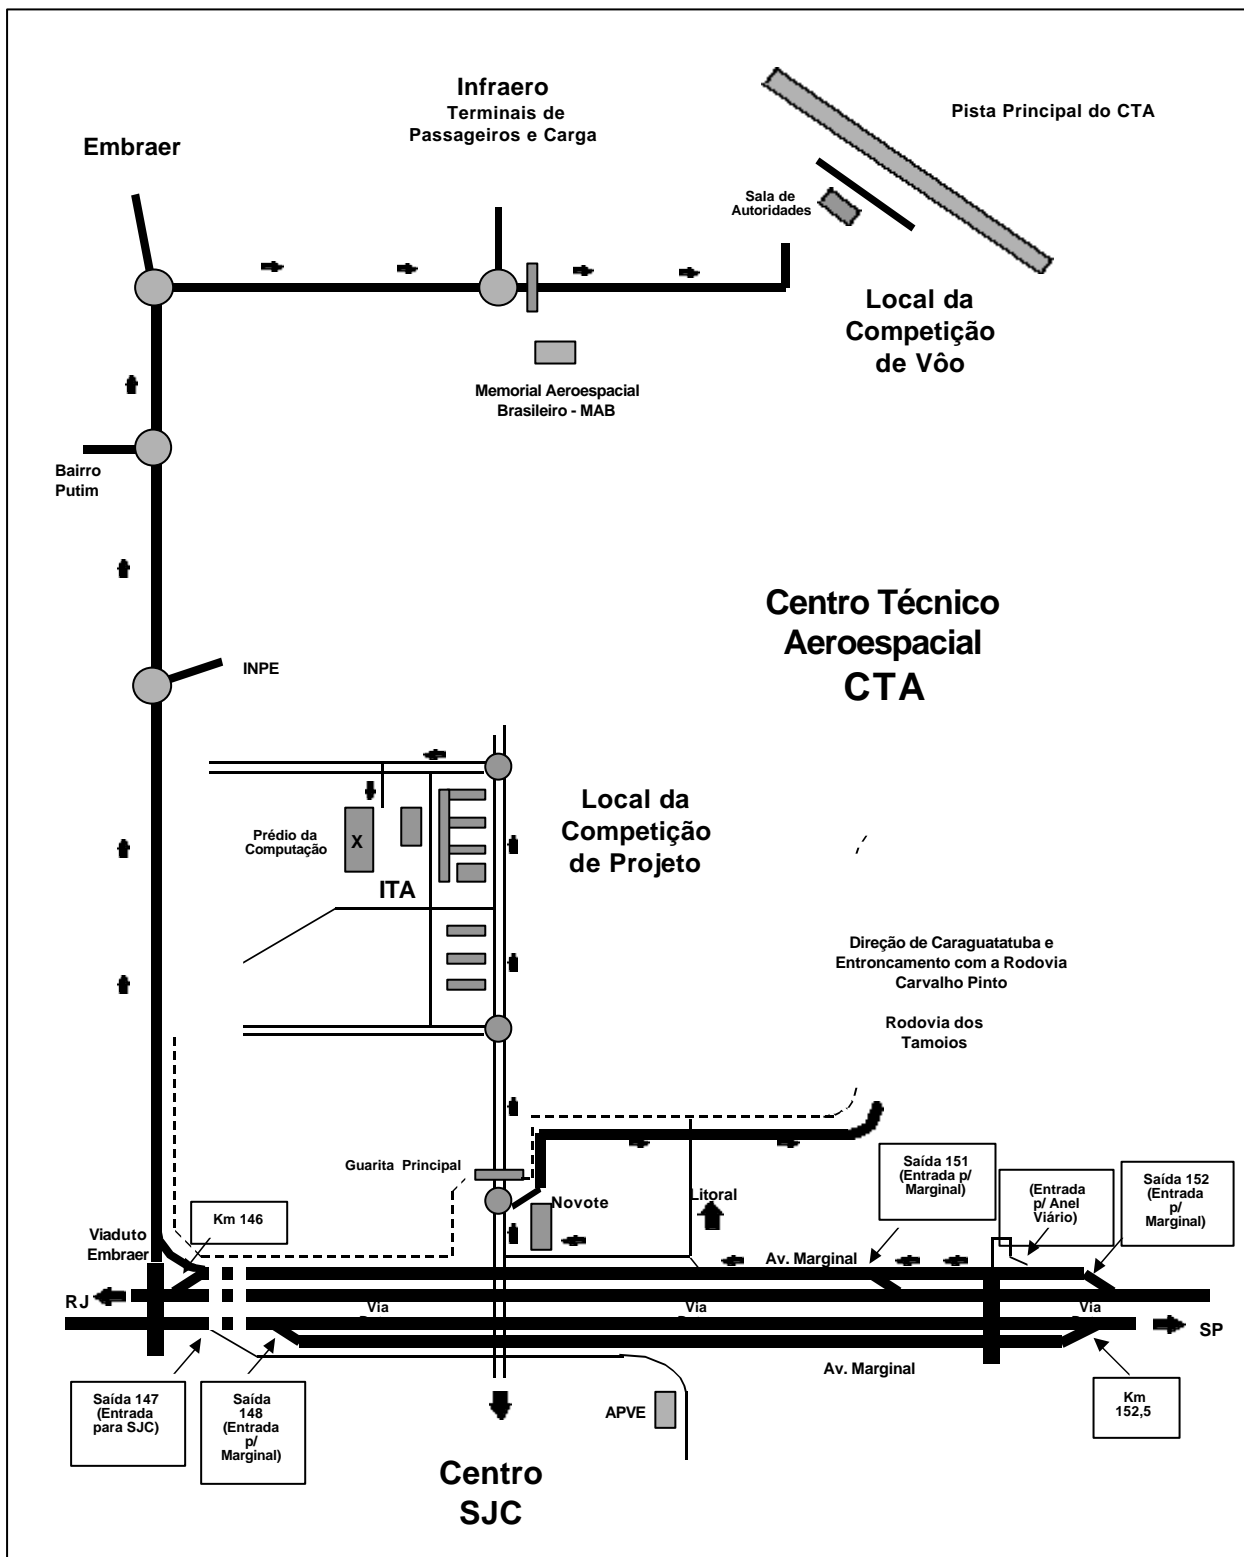 Infraero
Terminais de
Passageiros e Carga
Pista Principal do CTA
Embraer
Sala de
Autoridades
Local da
Competição
de Vôo
Memorial Aeroespacial
Brasileiro - MAB
Bairro
Putim
Centro Técnico
Aeroespacial
CTA
INPE
Local da
Competição
de Projeto
Prédio da
Computação
X
ITA
Direção de Caraguatatuba e
Entroncamento com a Rodovia
Carvalho Pinto
Rodovia dos
Tamoios
Guarita Principal
Novote
Litoral
Saída 151
(Entrada p/
Marginal)
(Entrada
p/ Anel
Viário)
Saída 152
(Entrada
p/
Marginal)
Km 146
Viaduto
Embraer
Av. Marginal
RJ
Via
Via
Via
SP
Av. Marginal
Saída 147
(Entrada
para SJC)
Saída
148
(Entrada
p/
Marginal)
APVE
Km
152,5
Centro
SJC